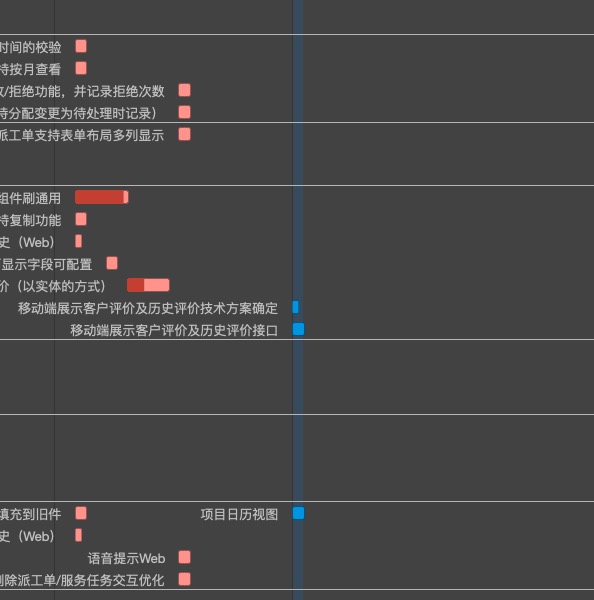 时间的校验
持按月查看
/拒绝功能，并记录拒绝次数
待分配变更为待处理时记录）
派工单支持表单布局多列显示
组件刷通用
持复制功能
史（Web）
显示字段可配置
价（以实体的方式）
移动端展示客户评价及历史评价技术方案确定
移动端展示客户评价及历史评价接口
填充到旧件
项目日历视图
史（Web）
语音提示Web
除派工单/服务任务交互优化